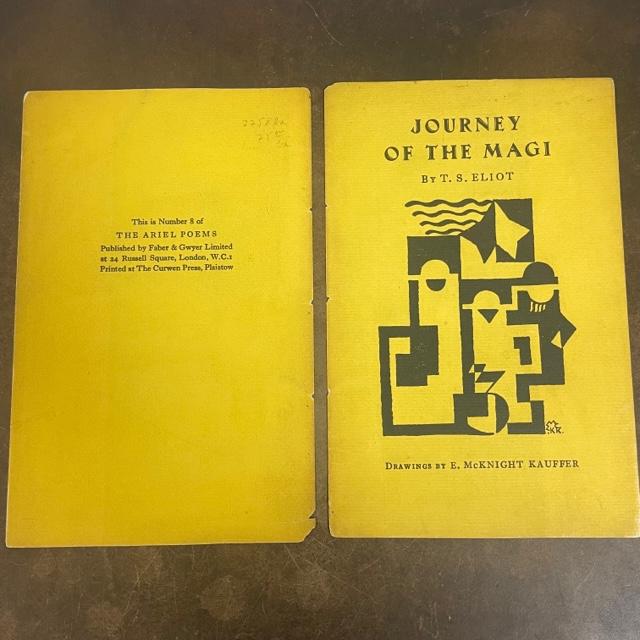 This is Number 8 of
THE ARIEL POEMS
Published by Faber & Gwyer Limited
at 24 Russell Square, London, W.C.1
Printed at The Curwen Press, Plaistow
JOURNEY
OF THE MAGI
BY T. S. ELIOT
DRAWINGS BY E. McKNIGHT KAUFFER